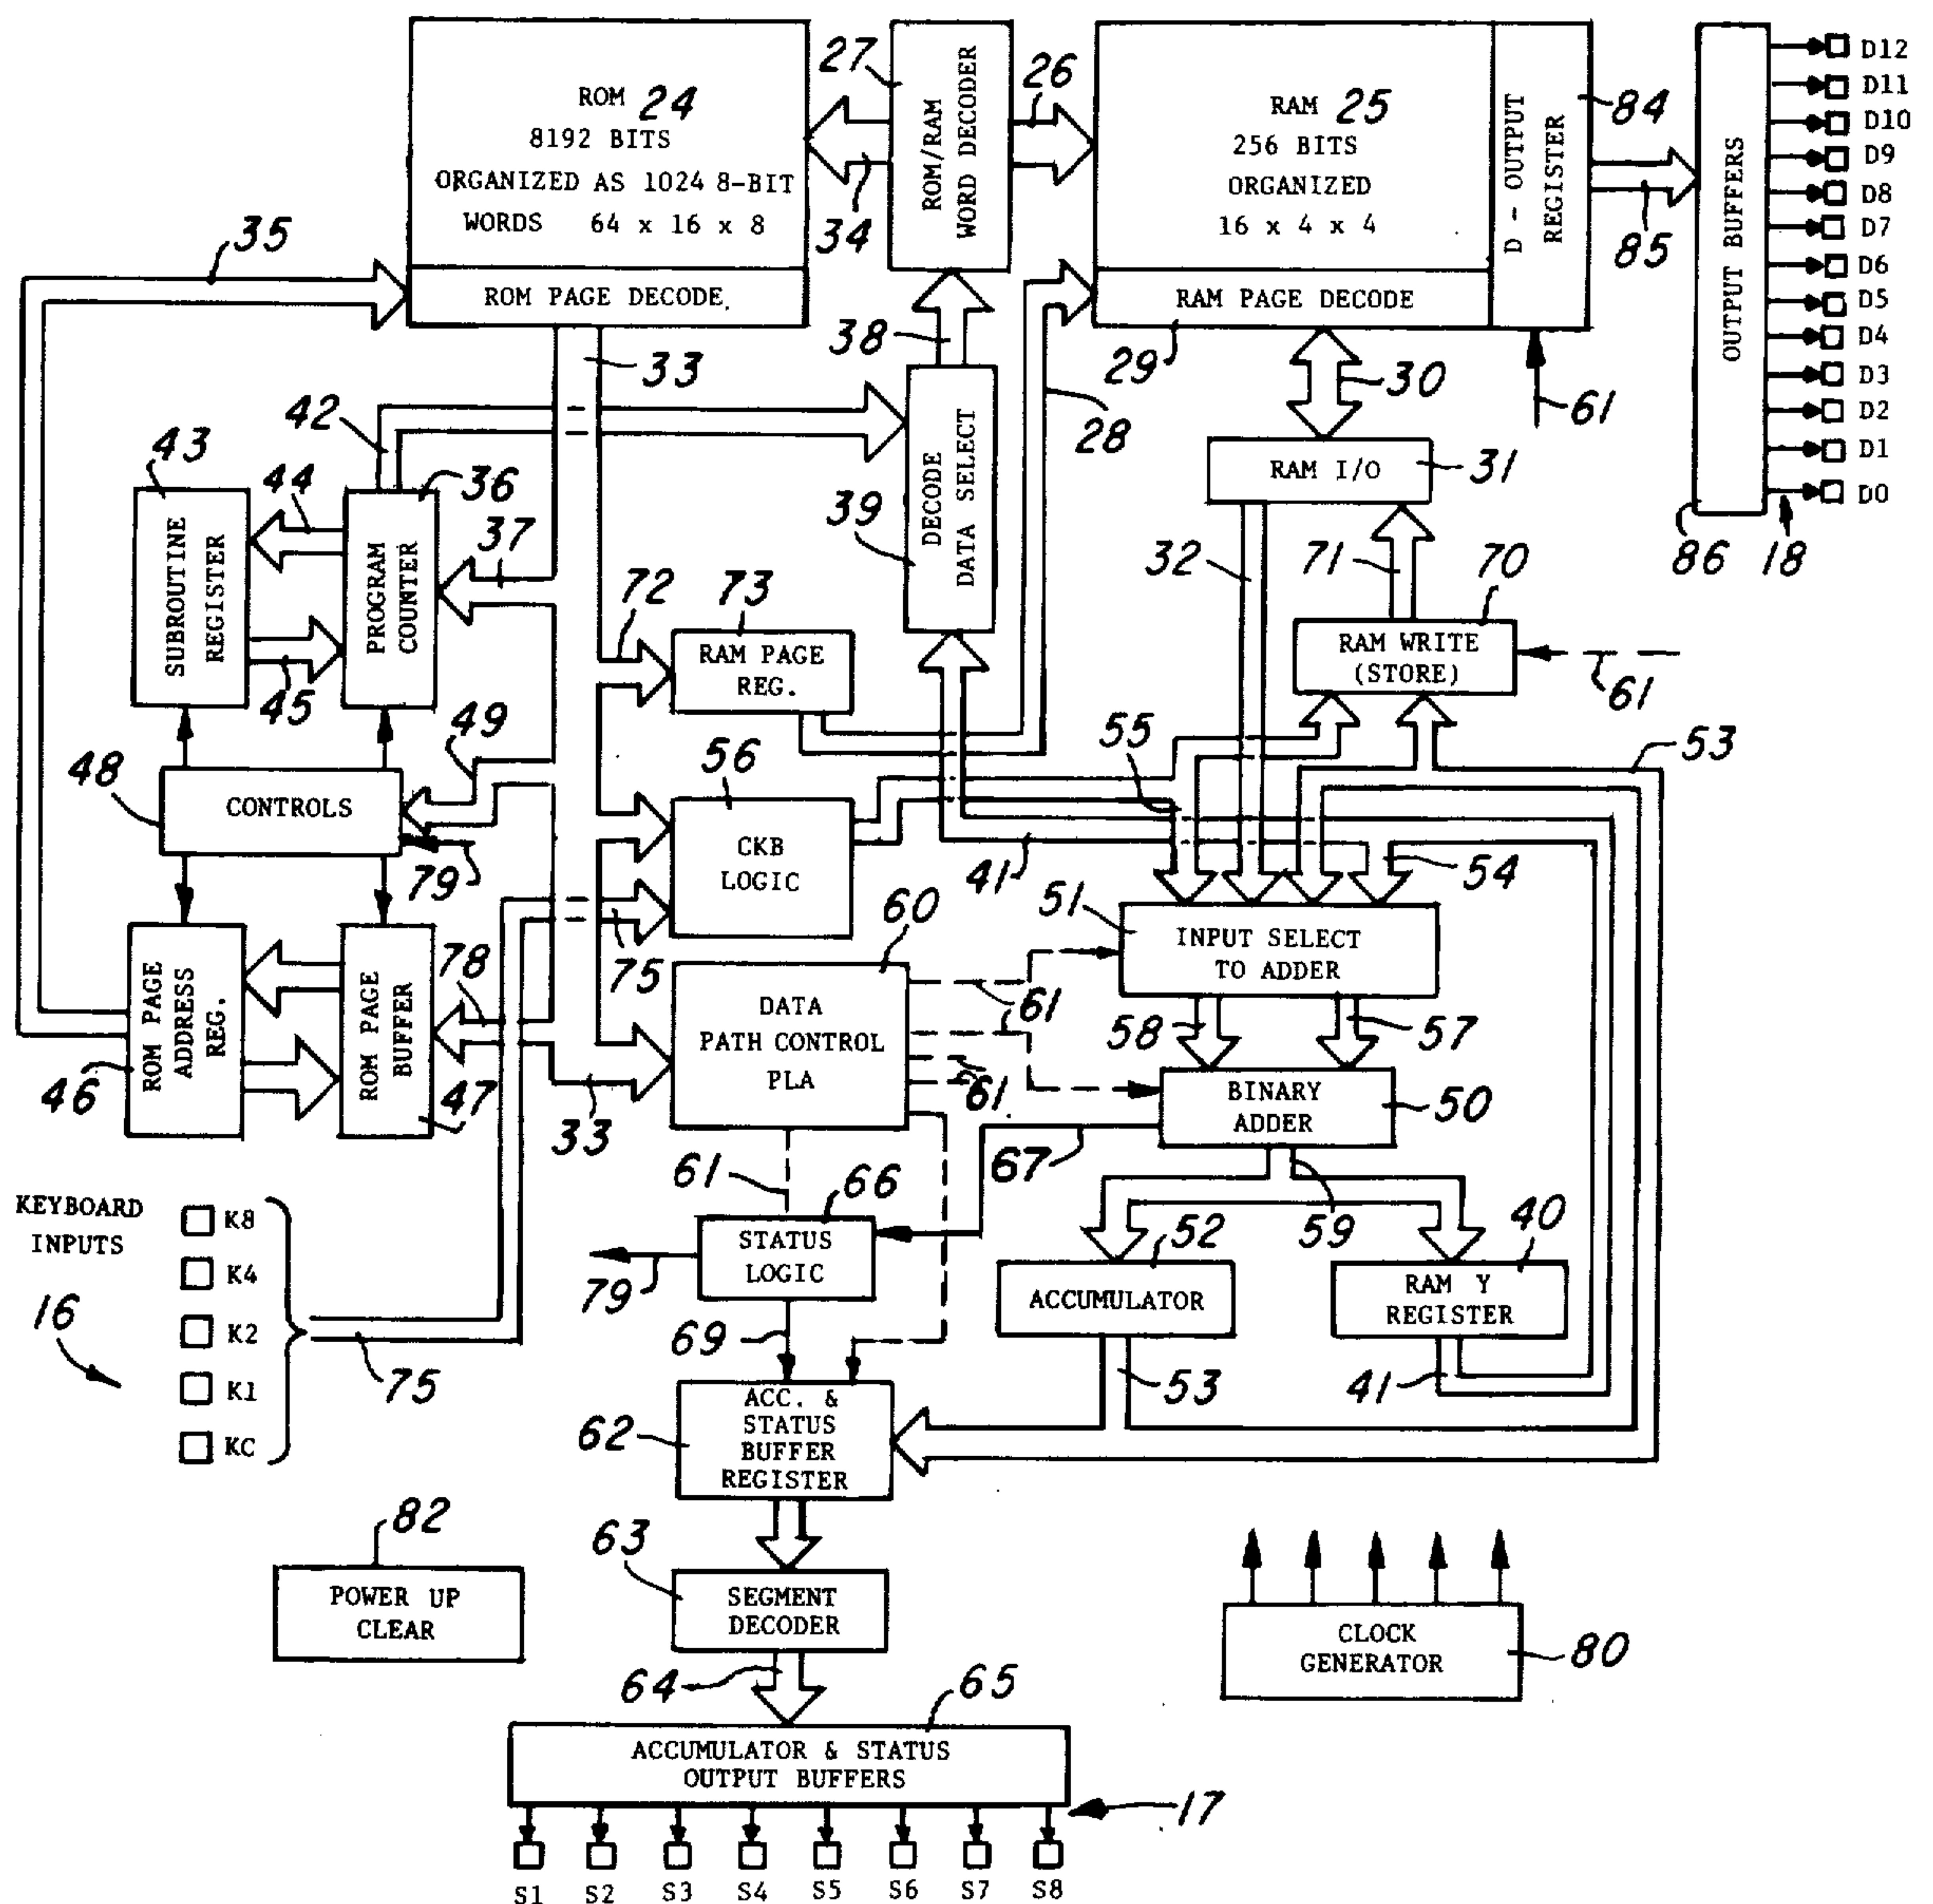 ROM 24
8192 BITS
ORGANIZED AS 1024 8-BIT
WORDS 64 x 16 x 8
ROM PAGE DECODE
27
ROM/RAM
WORD DECODER
26
34
RAM 25
256 BITS
ORGANIZED
16 x 4 x 4
RAM PAGE DECODE
D - OUTPUT
REGISTER
84
85
OUTPUT BUFFERS
D12
D11
D10
D9
D8
D7
D6
D5
D4
D3
D2
D1
D0
86
18
35
33
38
29
30
61
28
42
43
SUBROUTINE
REGISTER
44
45
36
PROGRAM
COUNTER
37
39
DECODE
DATA SELECT
RAM I/O
31
32
71
70
RAM WRITE
(STORE)
61
72
73
RAM PAGE
REG.
49
48
CONTROLS
79
56
CKB
LOGIC
55
53
41
54
46
ROM PAGE
ADDRESS
REG.
ROM PAGE
BUFFER
47
78
75
33
60
DATA
PATH CONTROL
PLA
61
61
61
51
INPUT SELECT
TO ADDER
58
57
BINARY
ADDER
50
67
59
61
66
STATUS
LOGIC
79
69
52
ACCUMULATOR
40
RAM Y
REGISTER
53
41
KEYBOARD
INPUTS
K8
K4
K2
K1
KC
16
75
62
ACC. &
STATUS
BUFFER
REGISTER
82
POWER UP
CLEAR
63
SEGMENT
DECODER
64
CLOCK
GENERATOR
80
65
ACCUMULATOR & STATUS
OUTPUT BUFFERS
17
S1 S2 S3 S4 S5 S6 S7 S8